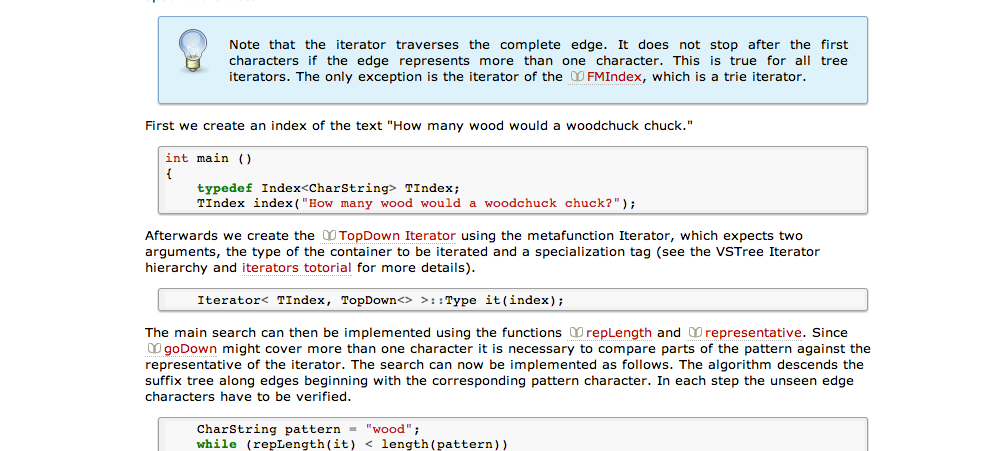 Note that the iterator traverses the complete edge. It does not stop after the first
characters if the edge represents more than one character. This is true for all tree
iterators. The only exception is the iterator of the FMIndex, which is a trie iterator.
First we create an index of the text "How many wood would a woodchuck chuck."
int main ()
{
    typedef Index<CharString> TIndex;
    TIndex index("How many wood would a woodchuck chuck?");
Afterwards we create the TopDown Iterator using the metafunction Iterator, which expects two
arguments, the type of the container to be iterated and a specialization tag (see the VSTree Iterator
hierarchy and iterators totorial for more details).
    Iterator< TIndex, TopDown<> >::Type it(index);
The main search can then be implemented using the functions repLength and representative. Since
goDown might cover more than one character it is necessary to compare parts of the pattern against the
representative of the iterator. The search can now be implemented as follows. The algorithm descends the
suffix tree along edges beginning with the corresponding pattern character. In each step the unseen edge
characters have to be verified.
    CharString pattern = "wood";
    while (repLength(it) < length(pattern))